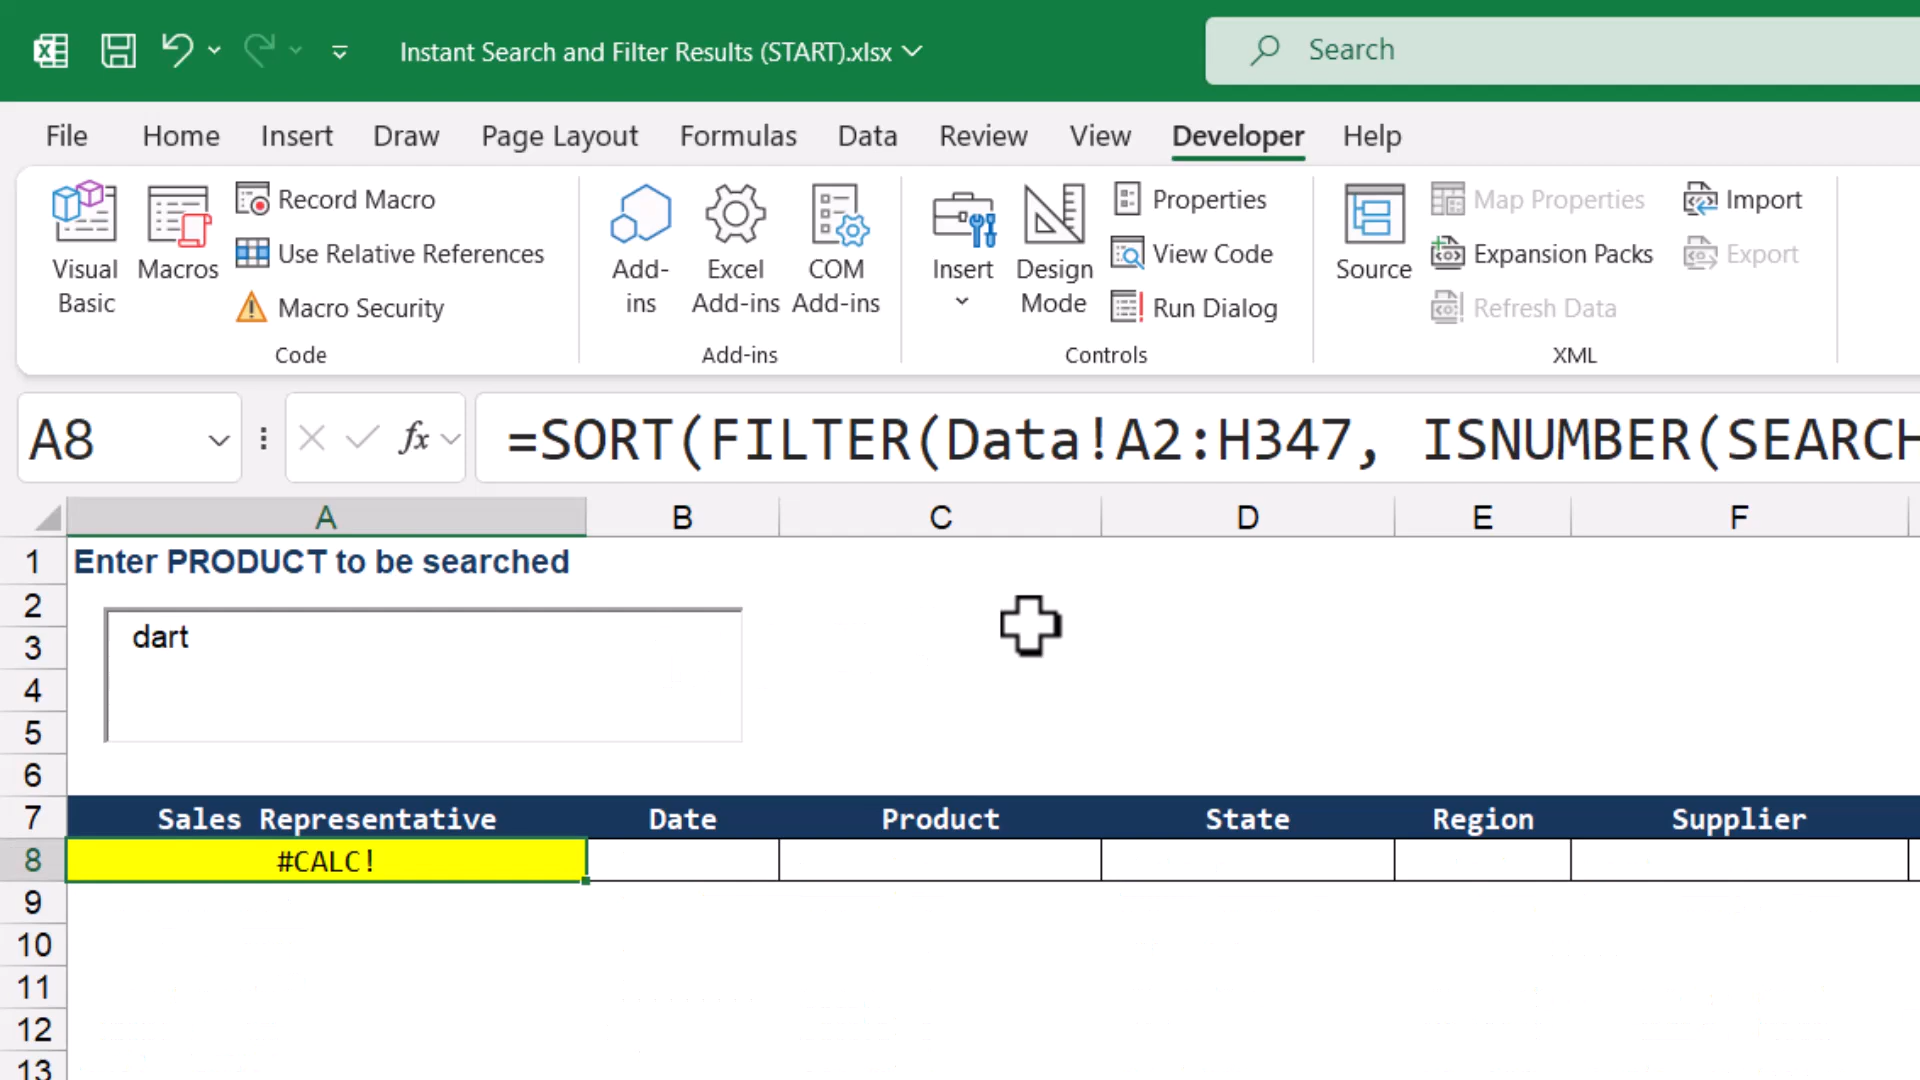 Instant Search and Filter Results (START).xlsx
Search
File Home Insert Draw Page Layout Formulas Data Review View Developer Help
Visual Basic
Macros
Record Macro
Use Relative References
Macro Security
Code
Add-ins
Excel Add-ins
COM Add-ins
Add-ins
Insert
Design Mode
Properties
View Code
Run Dialog
Controls
Source
Map Properties
Expansion Packs
Refresh Data
Import
Export
XML
A8 fx =SORT(FILTER(Data!A2:H347, ISNUMBER(SEARCH
A B C D E F
1 Enter PRODUCT to be searched
2
dart
3
4
5
6
7 Sales Representative Date Product State Region Supplier
8 #CALC!
9
10
11
12
13